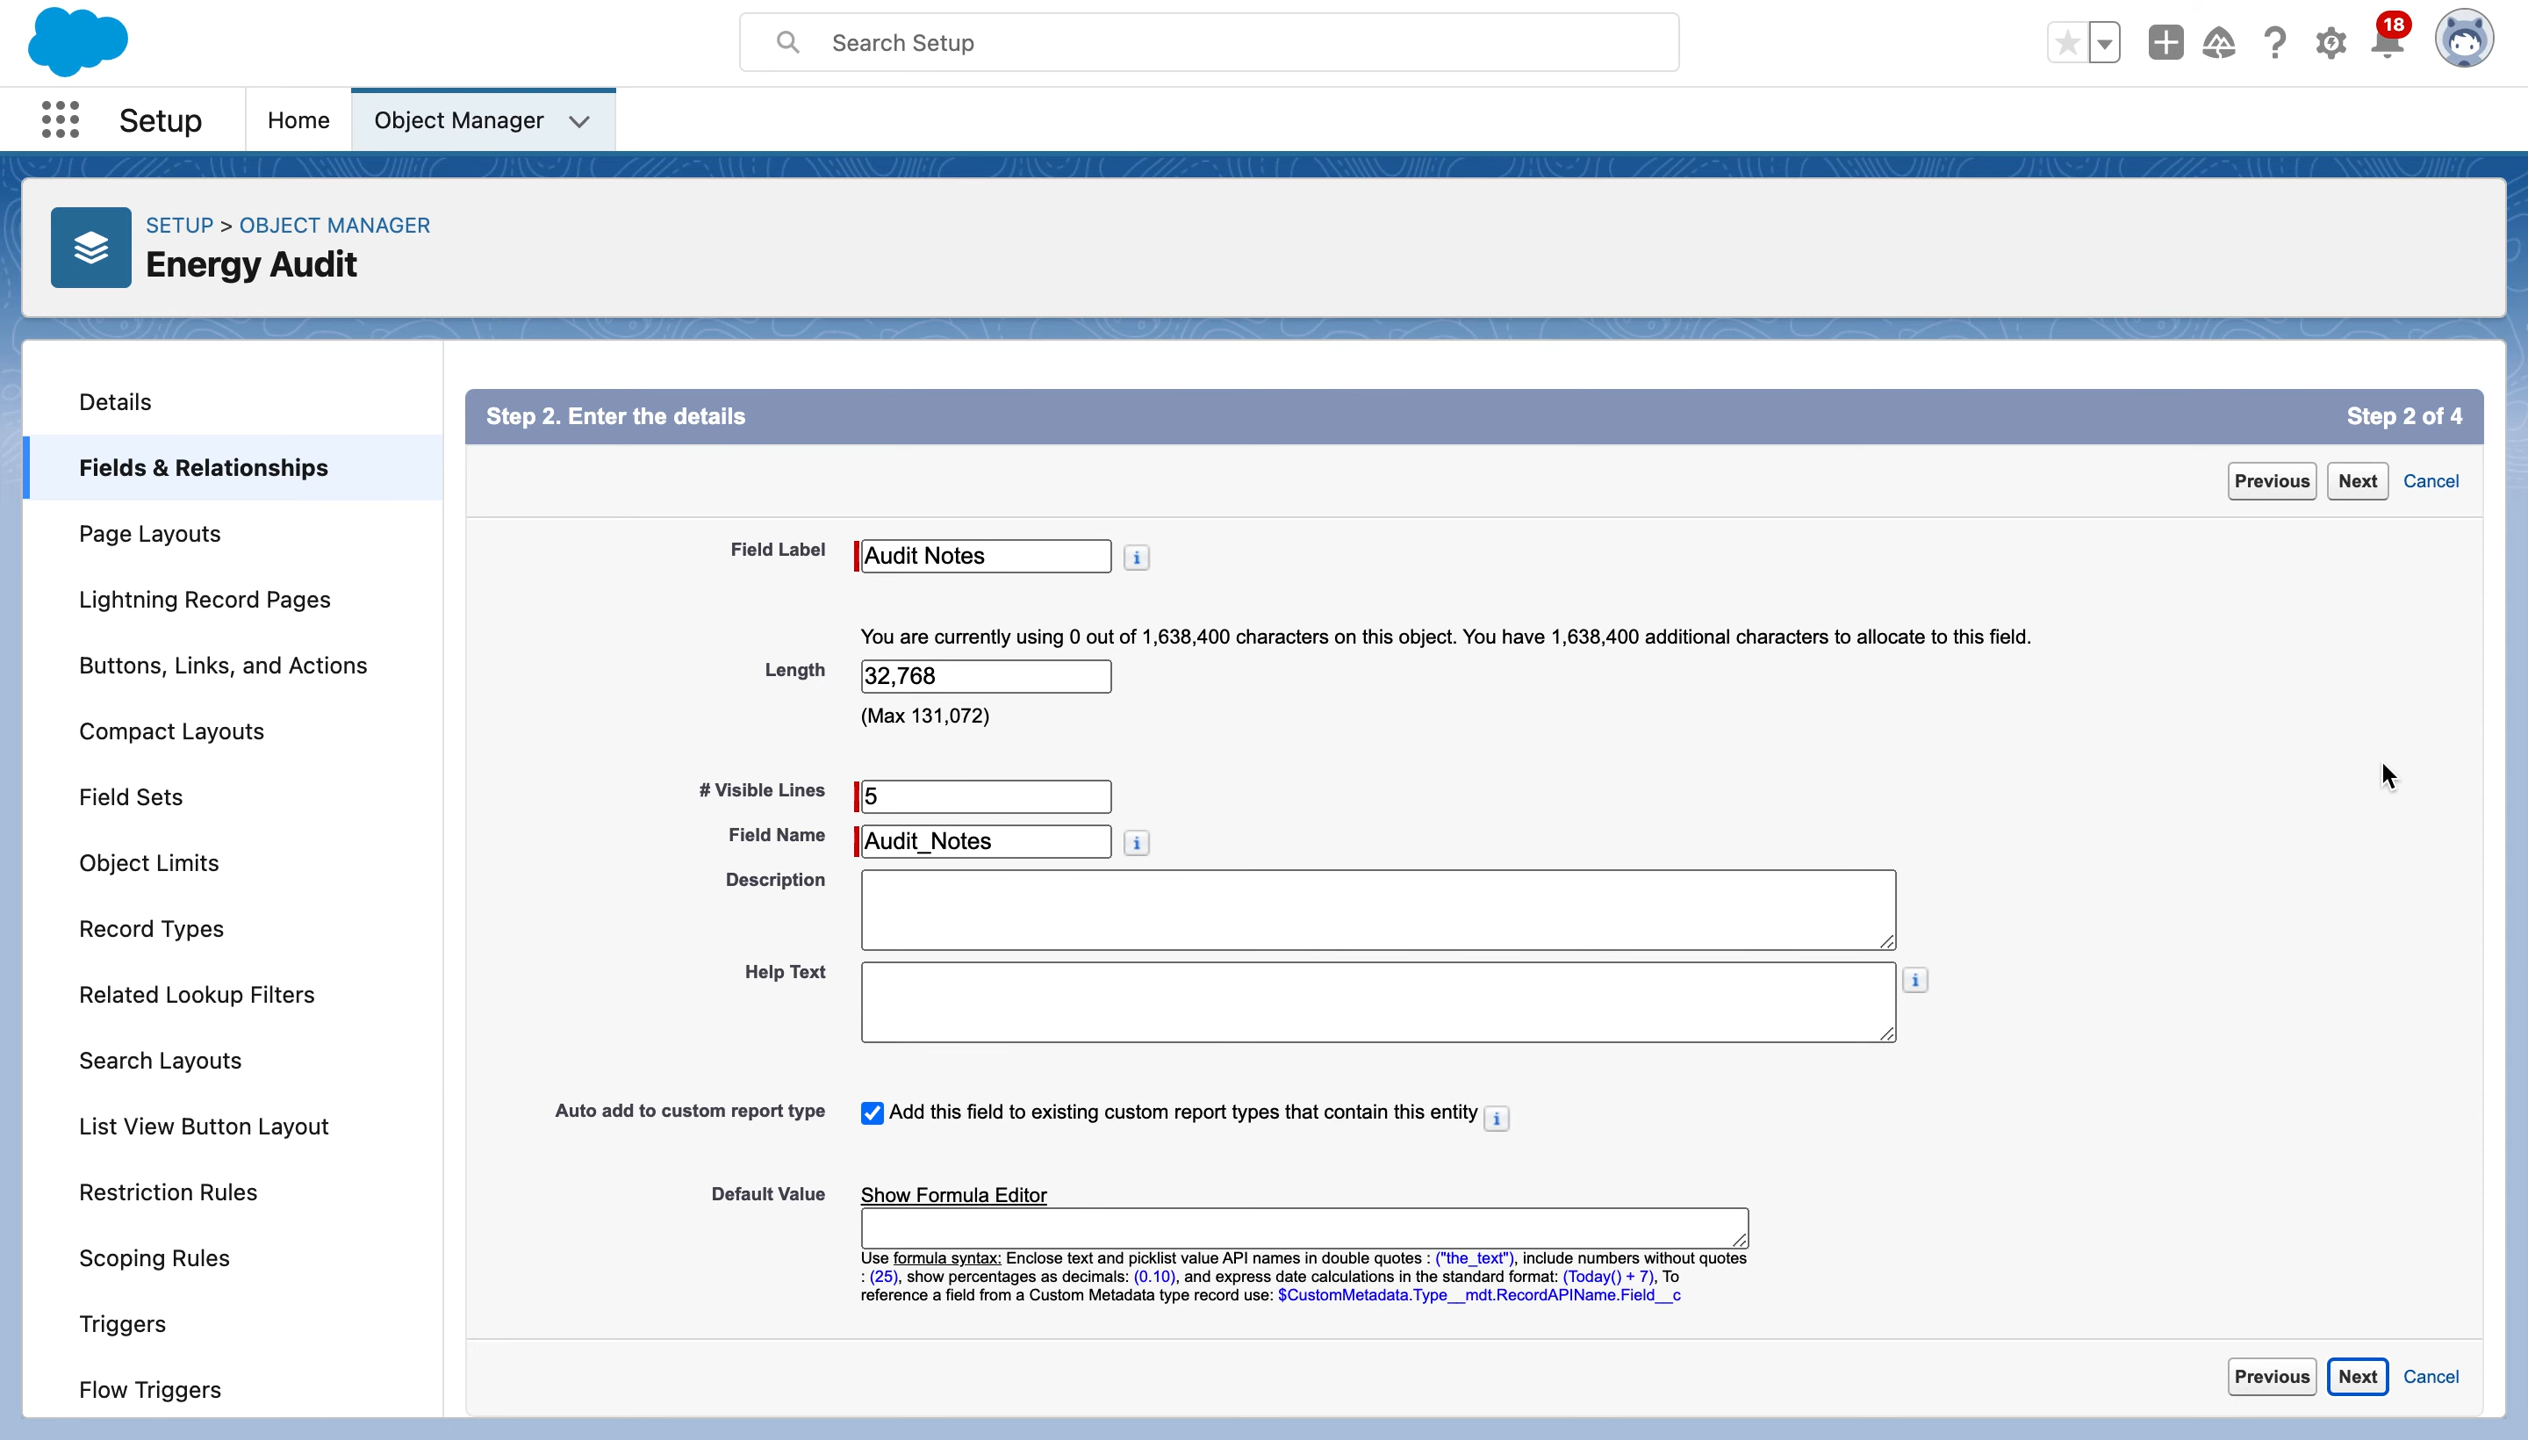 Search Setup
18
Setup
Home
Object Manager
SETUP > OBJECT MANAGER
Energy Audit
Details
Fields & Relationships
Page Layouts
Lightning Record Pages
Buttons, Links, and Actions
Compact Layouts
Field Sets
Object Limits
Record Types
Related Lookup Filters
Search Layouts
List View Button Layout
Restriction Rules
Scoping Rules
Triggers
Flow Triggers
Step 2. Enter the details
Step 2 of 4
Previous Next Cancel
Field Label Audit Notes i
You are currently using 0 out of 1,638,400 characters on this object. You have 1,638,400 additional characters to allocate to this field.
Length 32,768
(Max 131,072)
# Visible Lines 5
Field Name Audit_Notes i
Description
Help Text i
Auto add to custom report type Add this field to existing custom report types that contain this entity i
Default Value Show Formula Editor
Use formula syntax: Enclose text and picklist value API names in double quotes : ("the_text"), include numbers without quotes
: (25), show percentages as decimals: (0.10), and express date calculations in the standard format: (Today() + 7), To
reference a field from a Custom Metadata type record use: $CustomMetadata.Type__mdt.RecordAPIName.Field__c
Previous Next Cancel